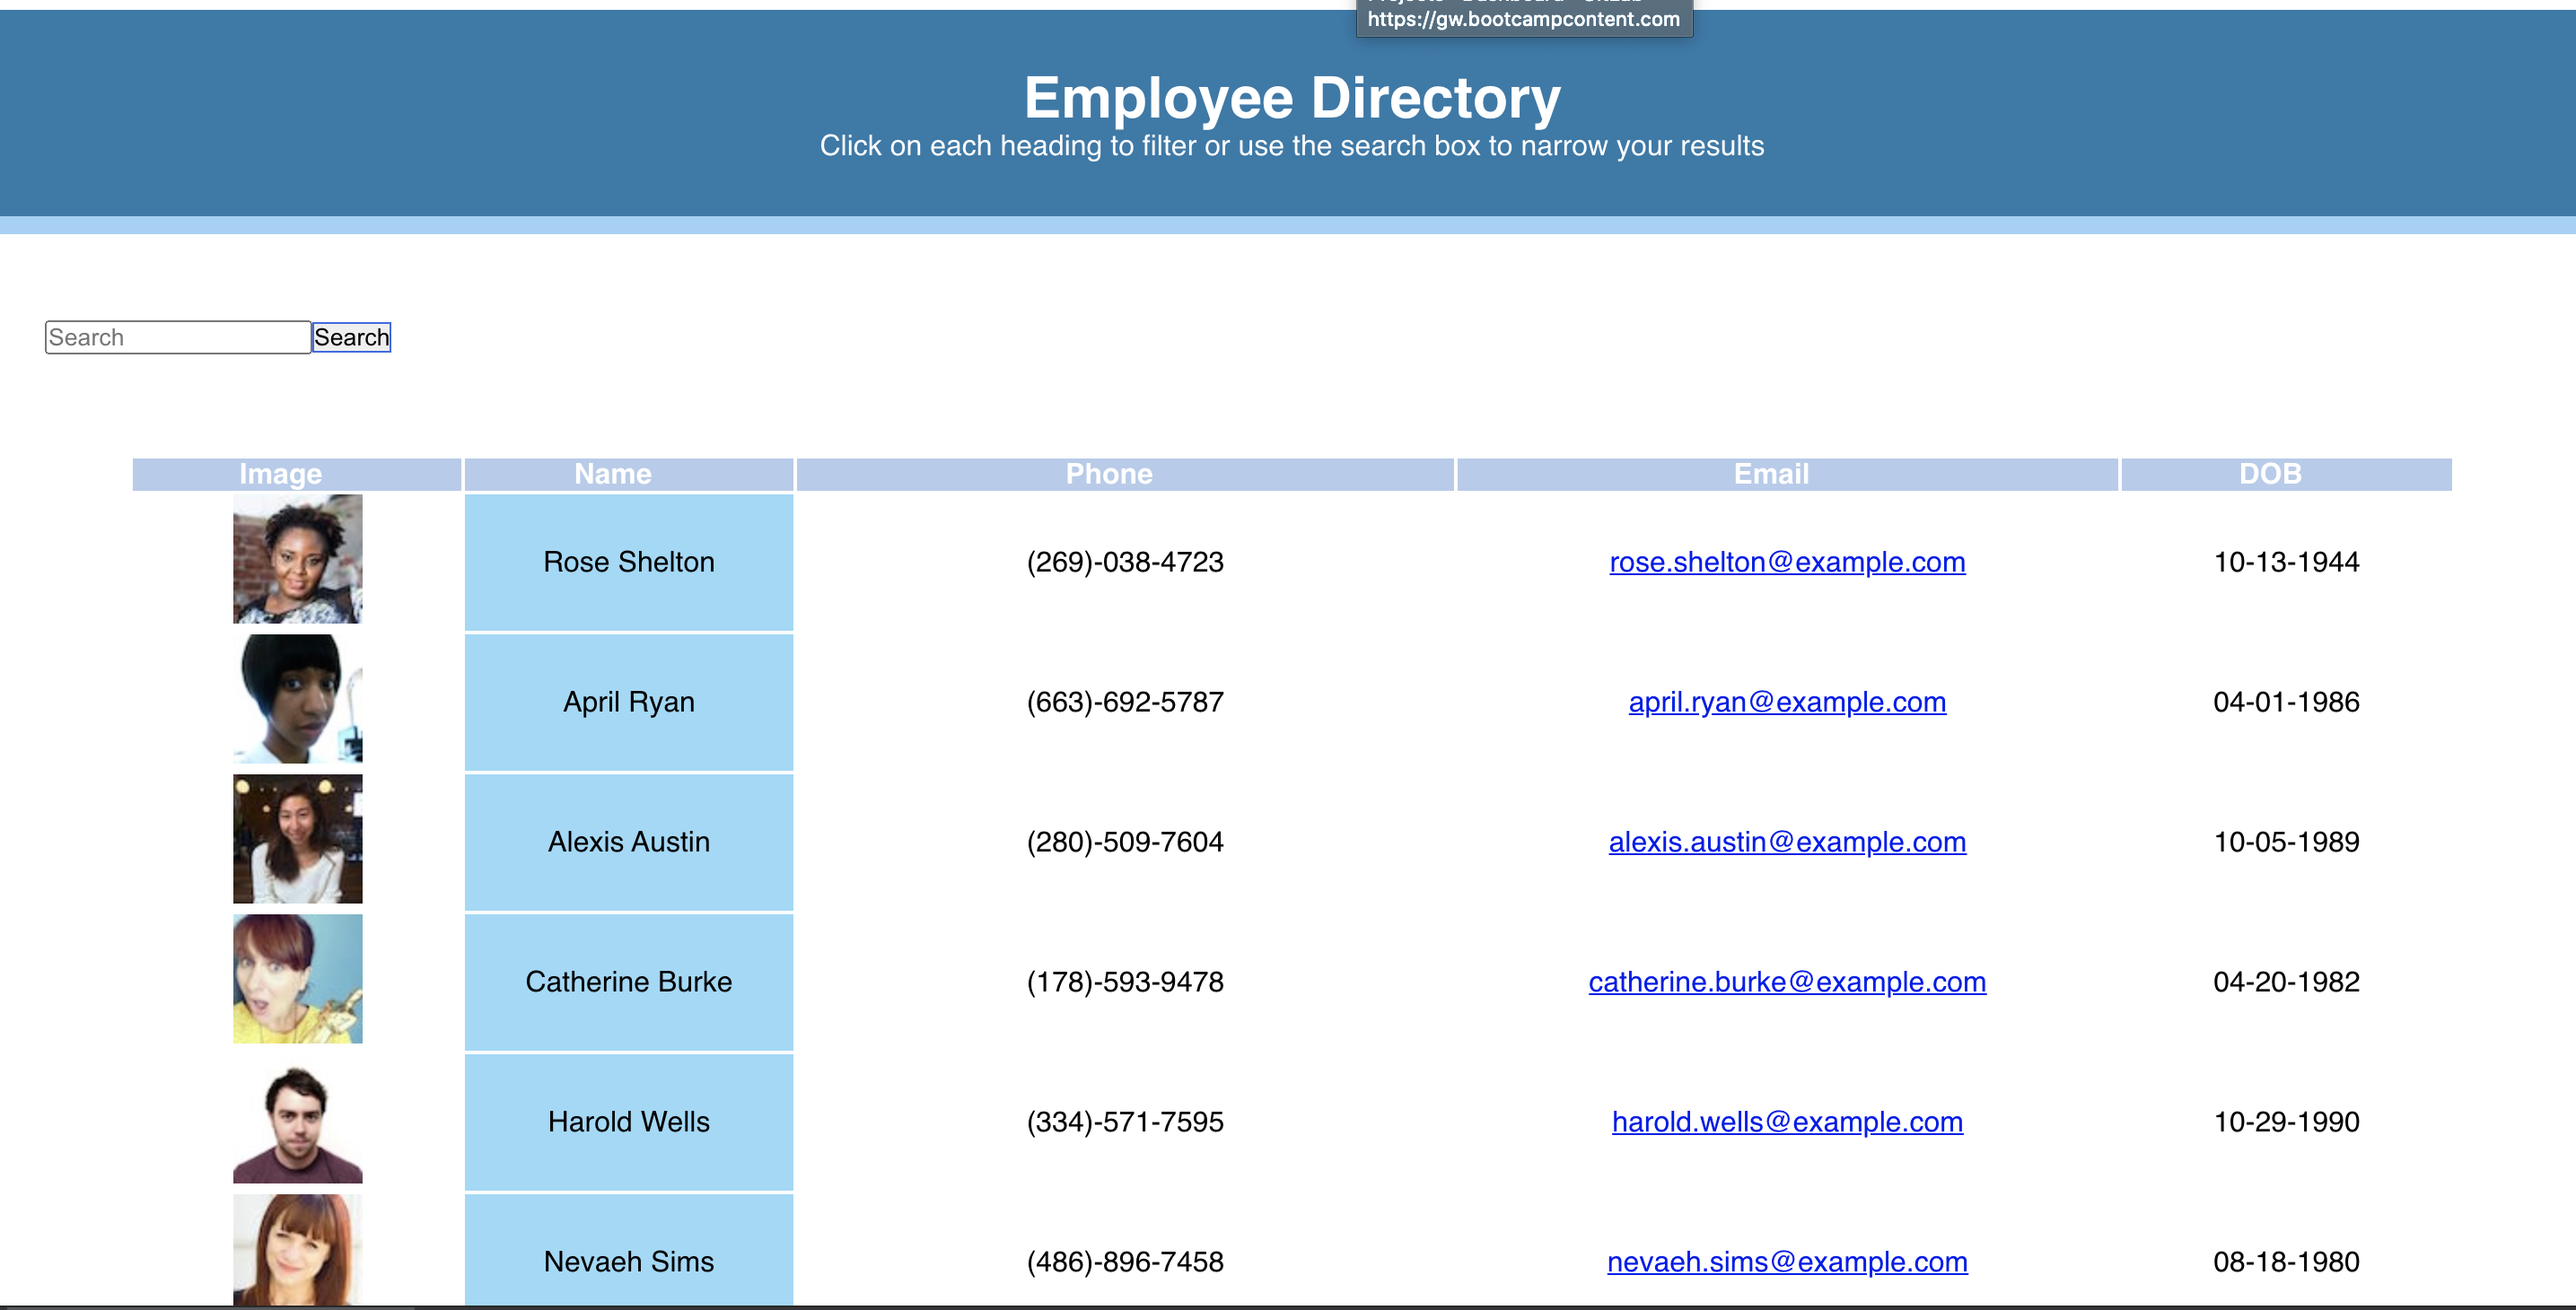 https://gw.bootcampcontent.com
Employee Directory
Click on each heading to filter or use the search box to narrow your results
Search Search
Image Name Phone Email DOB
Rose Shelton (269)-038-4723 rose.shelton@example.com 10-13-1944
April Ryan (663)-692-5787 april.ryan@example.com 04-01-1986
Alexis Austin (280)-509-7604 alexis.austin@example.com 10-05-1989
Catherine Burke (178)-593-9478 catherine.burke@example.com 04-20-1982
Harold Wells (334)-571-7595 harold.wells@example.com 10-29-1990
Nevaeh Sims (486)-896-7458 nevaeh.sims@example.com 08-18-1980